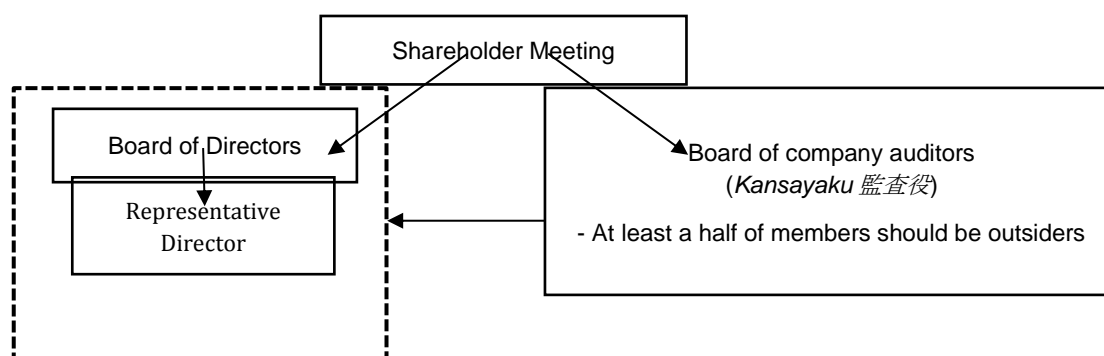 Shareholder Meeting
Board of Directors
Representative
Director
Board of company auditors
(Kansayaku 監査役)
- At least a half of members should be outsiders